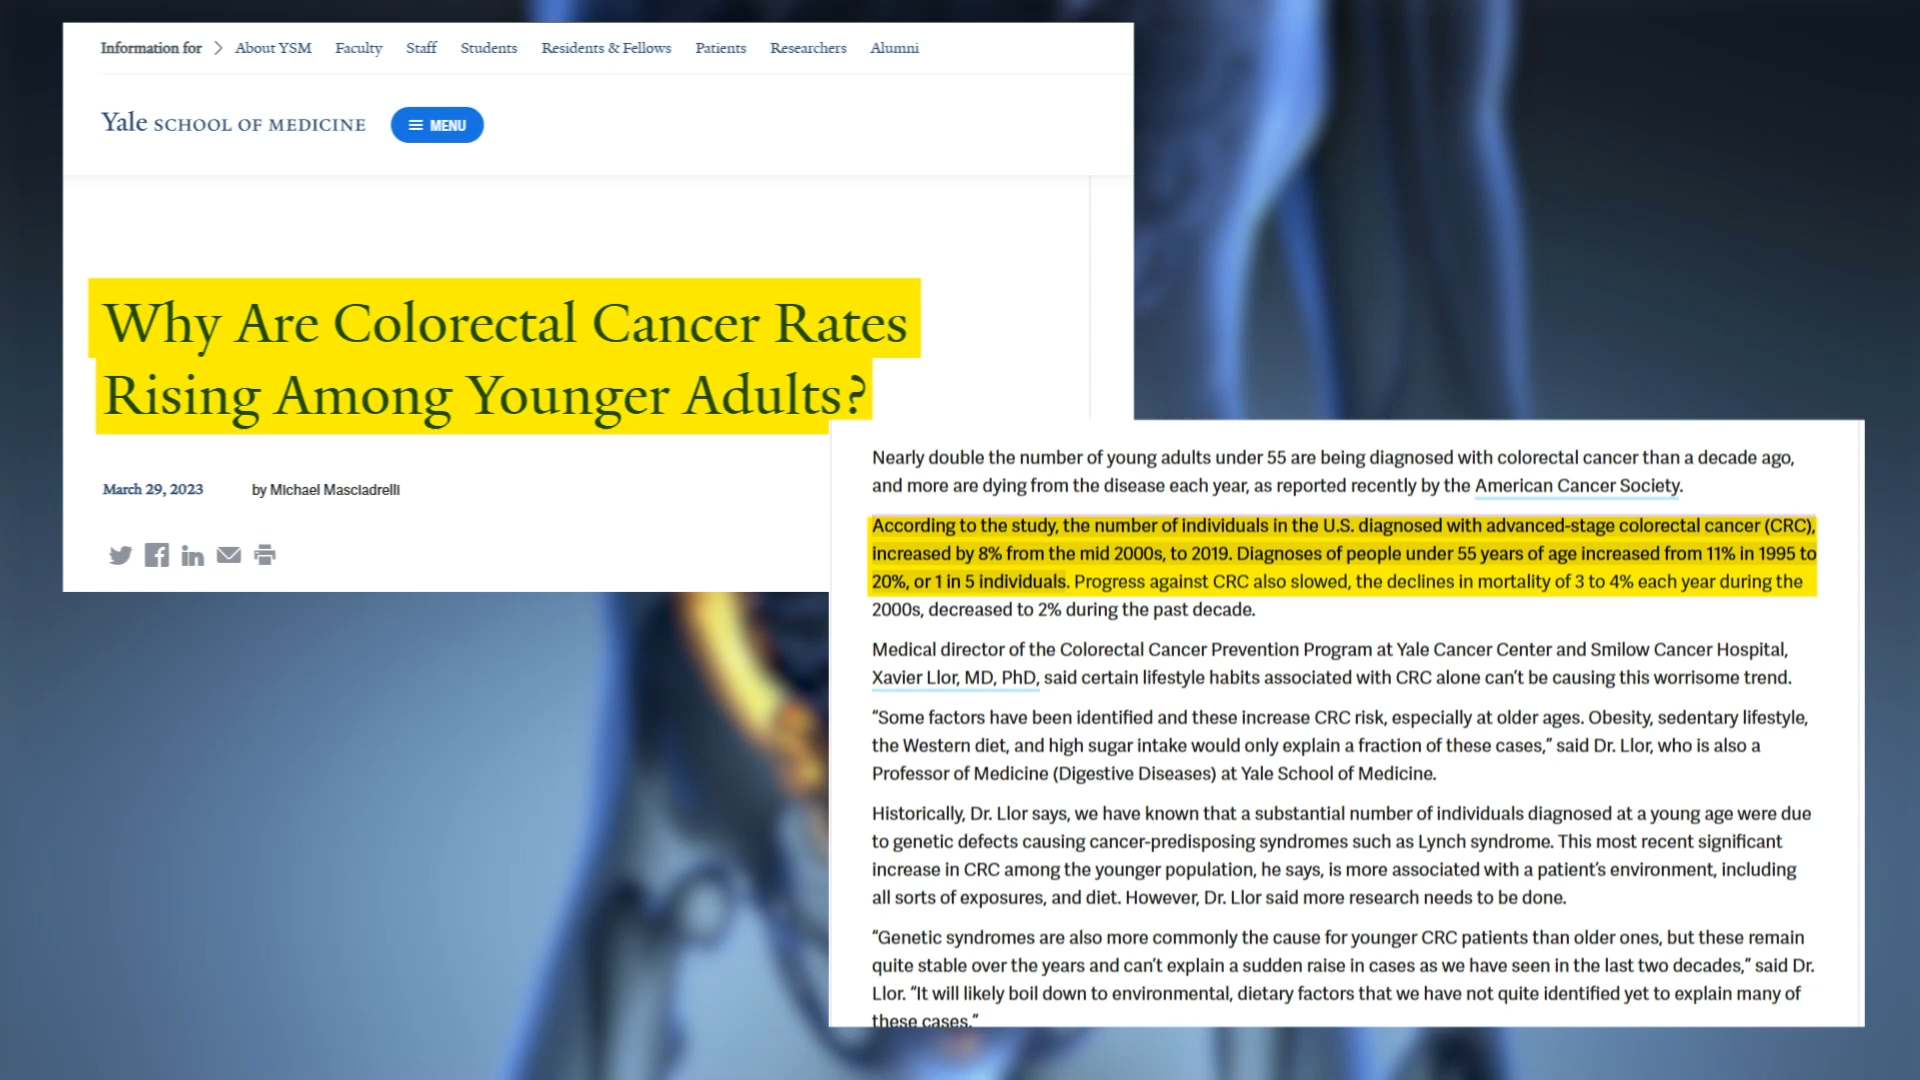 Information for > About YSM Faculty Staff Students Residents & Fellows Patients Researchers Alumni
Yale SCHOOL OF MEDICINE MENU
Why Are Colorectal Cancer Rates
Rising Among Younger Adults?
March 29, 2023 by Michael Masciadrelli
Nearly double the number of young adults under 55 are being diagnosed with colorectal cancer than a decade ago,
and more are dying from the disease each year, as reported recently by the American Cancer Society.
According to the study, the number of individuals in the U.S. diagnosed with advanced-stage colorectal cancer (CRC),
increased by 8% from the mid 2000s, to 2019. Diagnoses of people under 55 years of age increased from 11% in 1995 to
20%, or 1 in 5 individuals. Progress against CRC also slowed, the declines in mortality of 3 to 4% each year during the
2000s, decreased to 2% during the past decade.
Medical director of the Colorectal Cancer Prevention Program at Yale Cancer Center and Smilow Cancer Hospital,
Xavier Llor, MD, PhD, said certain lifestyle habits associated with CRC alone can’t be causing this worrisome trend.
“Some factors have been identified and these increase CRC risk, especially at older ages. Obesity, sedentary lifestyle,
the Western diet, and high sugar intake would only explain a fraction of these cases,” said Dr. Llor, who is also a
Professor of Medicine (Digestive Diseases) at Yale School of Medicine.
Historically, Dr. Llor says, we have known that a substantial number of individuals diagnosed at a young age were due
to genetic defects causing cancer-predisposing syndromes such as Lynch syndrome. This most recent significant
increase in CRC among the younger population, he says, is more associated with a patient’s environment, including
all sorts of exposures, and diet. However, Dr. Llor said more research needs to be done.
“Genetic syndromes are also more commonly the cause for younger CRC patients than older ones, but these remain
quite stable over the years and can’t explain a sudden raise in cases as we have seen in the last two decades,” said Dr.
Llor. “It will likely boil down to environmental, dietary factors that we have not quite identified yet to explain many of
these cases.”